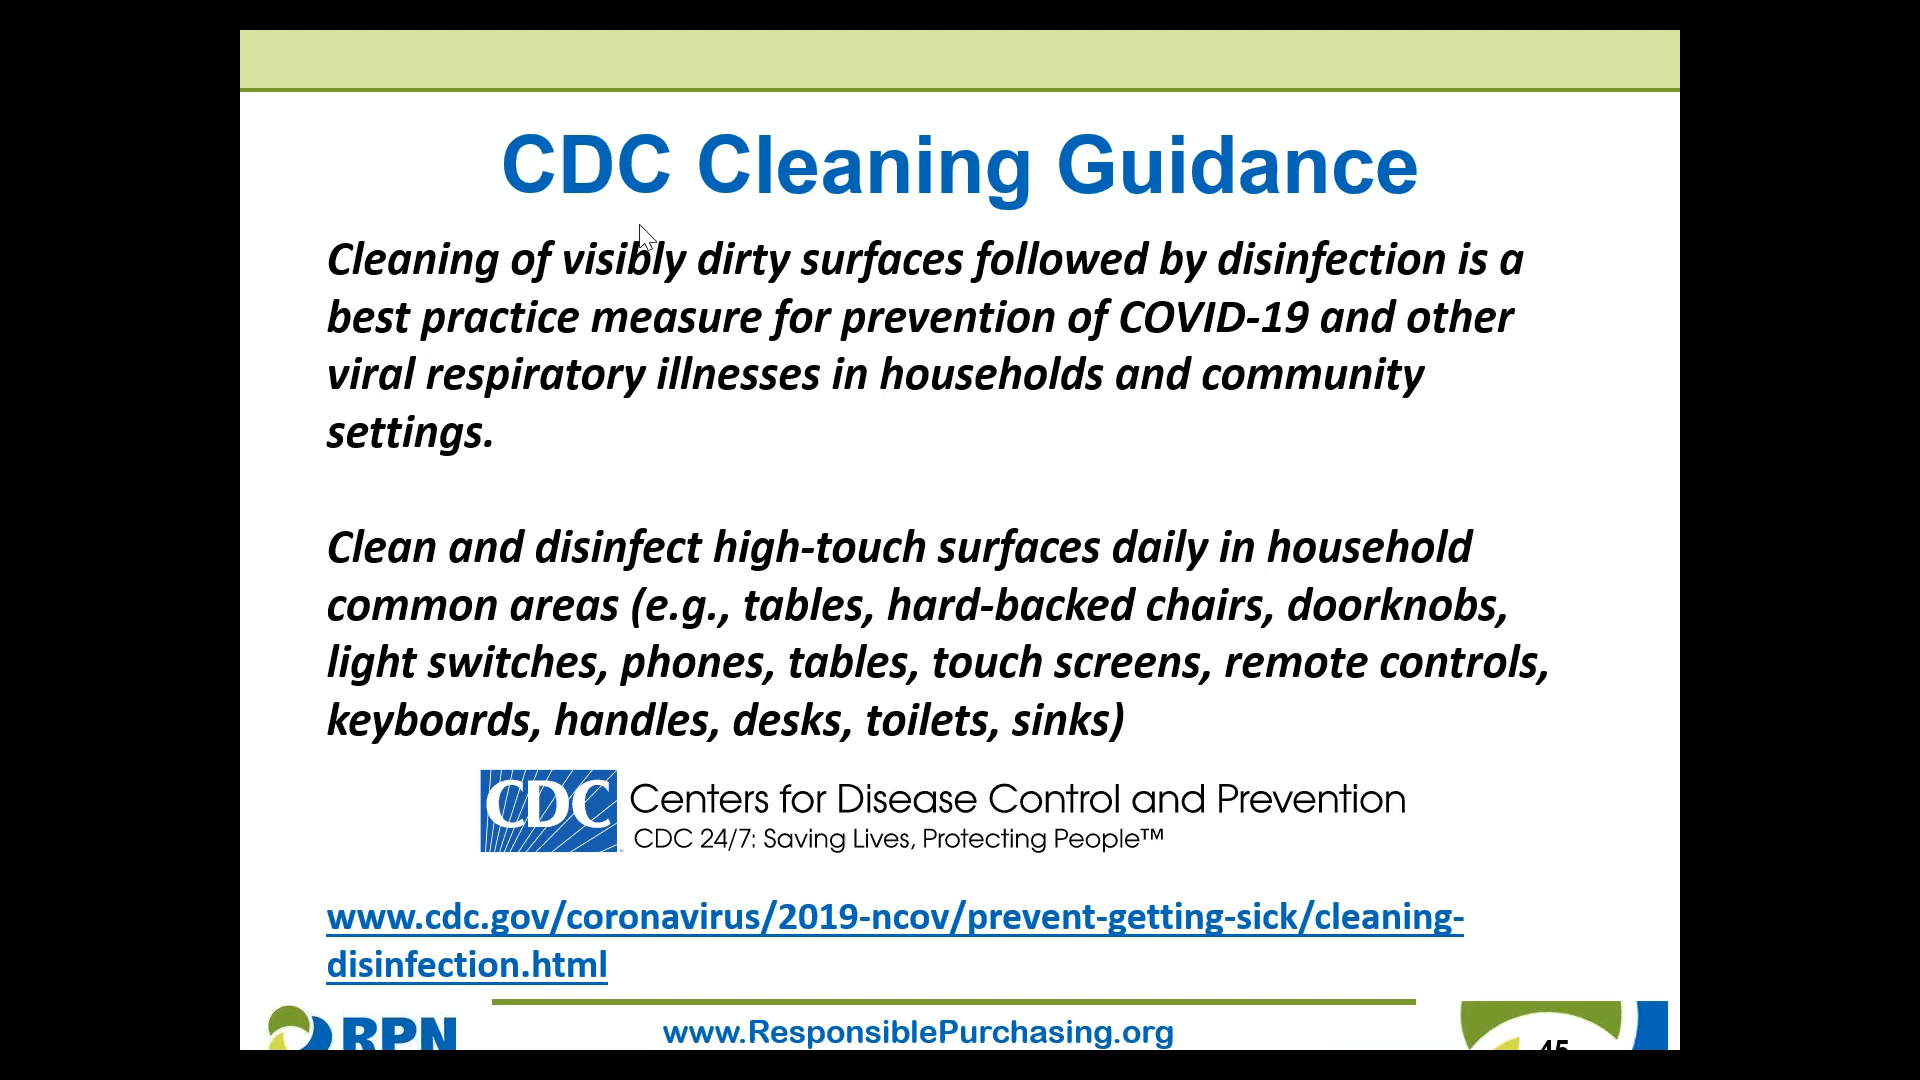 CDC Cleaning Guidance
Cleaning of visibly dirty surfaces followed by disinfection is a
best practice measure for prevention of COVID-19 and other
viral respiratory illnesses in households and community
settings.
Clean and disinfect high-touch surfaces daily in household
common areas (e.g., tables, hard-backed chairs, doorknobs,
light switches, phones, tables, touch screens, remote controls,
keyboards, handles, desks, toilets, sinks)
CDC Centers for Disease Control and Prevention
CDC 24/7: Saving Lives, Protecting People™
www.cdc.gov/coronavirus/2019-ncov/prevent-getting-sick/cleaning-
disinfection.html
RPN
www.ResponsiblePurchasing.org
45